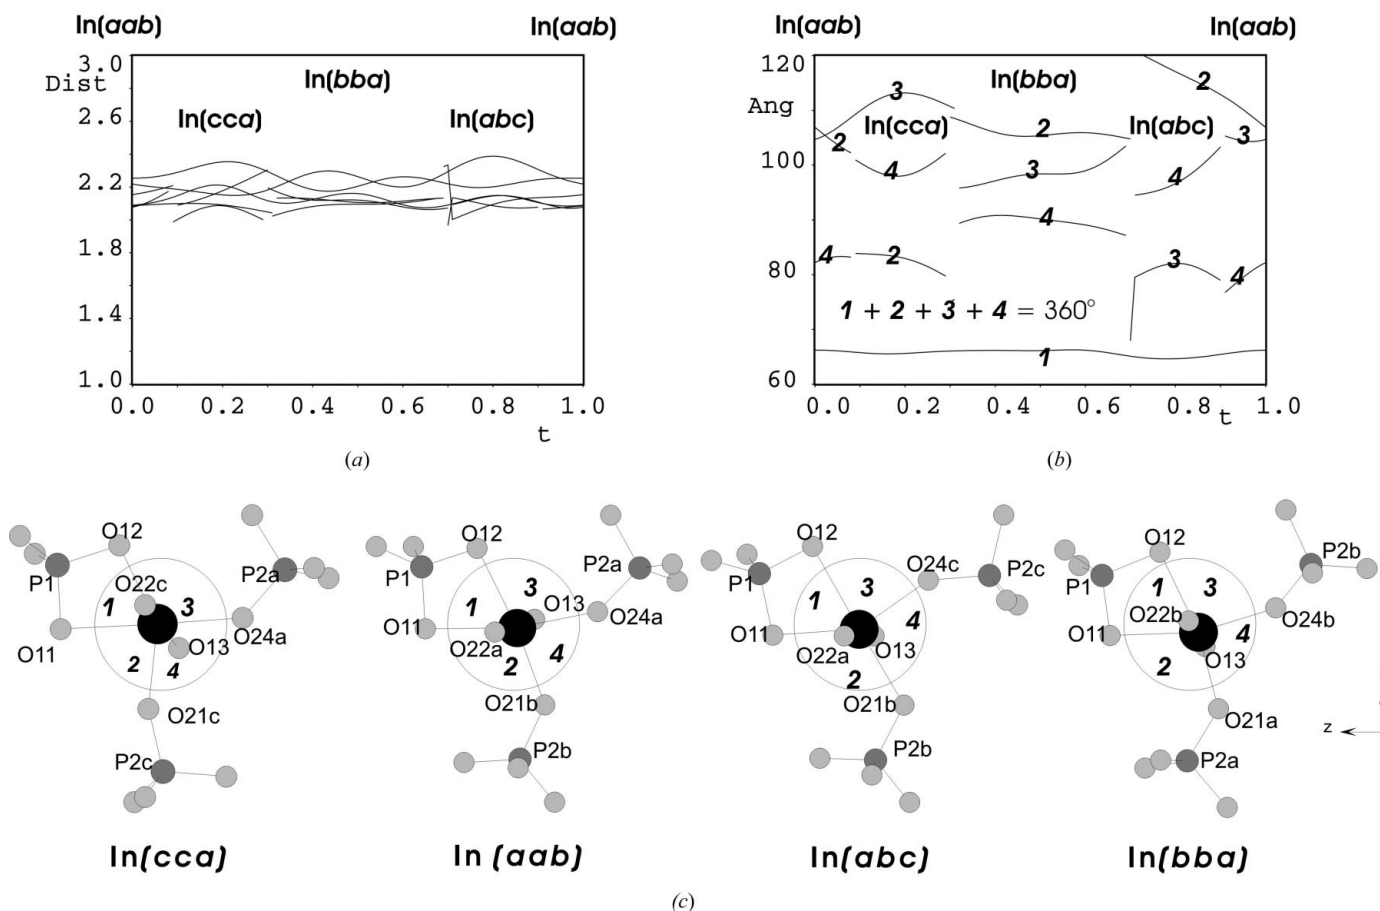 In(aab)
In(aab)
3.0
Dist
2.6
2.2
1.8
1.4
1.0
In(bba)
In(cca)
In(abc)
0.0 0.2 0.4 0.6 0.8 1.0
t
(a)
In(aab)
In(aab)
120
Ang
100
80
60
In(bba)
In(cca)
In(abc)
3
2
2
4
3
4
4
2
2
3
4
3
4
1 + 2 + 3 + 4 = 360°
1
0.0 0.2 0.4 0.6 0.8 1.0
t
(b)
O12
P1
O22c
P2a
1
3
O11
O13
O24a
2
4
O21c
P2c
In(cca)
O12
P1
P2a
3
1
O13
O24a
O11
O22a
2
4
O21b
P2b
In (aab)
O12
O24c
P1
P2c
3
1
4
O11
O22a
O13
2
O21b
P2b
In(abc)
O12
P2b
P1
1
3
O22b
O24b
O11
4
O13
2
O21a
P2a
In(bba)
z
(c)